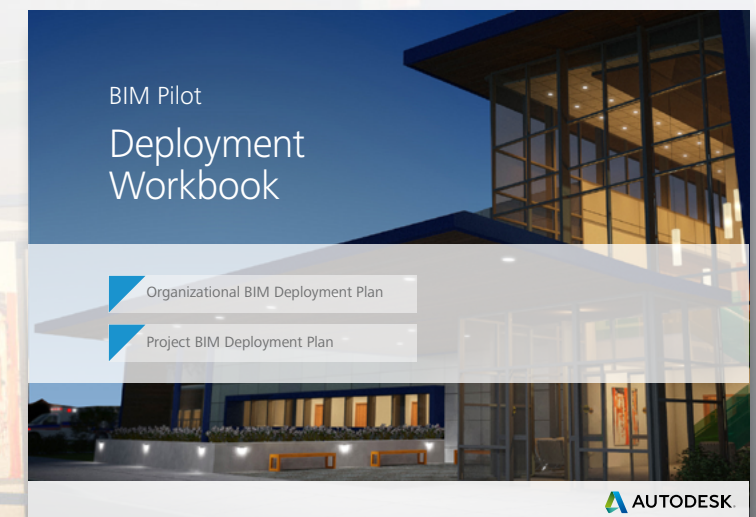 BIM Pilot
Deployment
Workbook
Organizational BIM Deployment Plan
Project BIM Deployment Plan
AUTODESK.